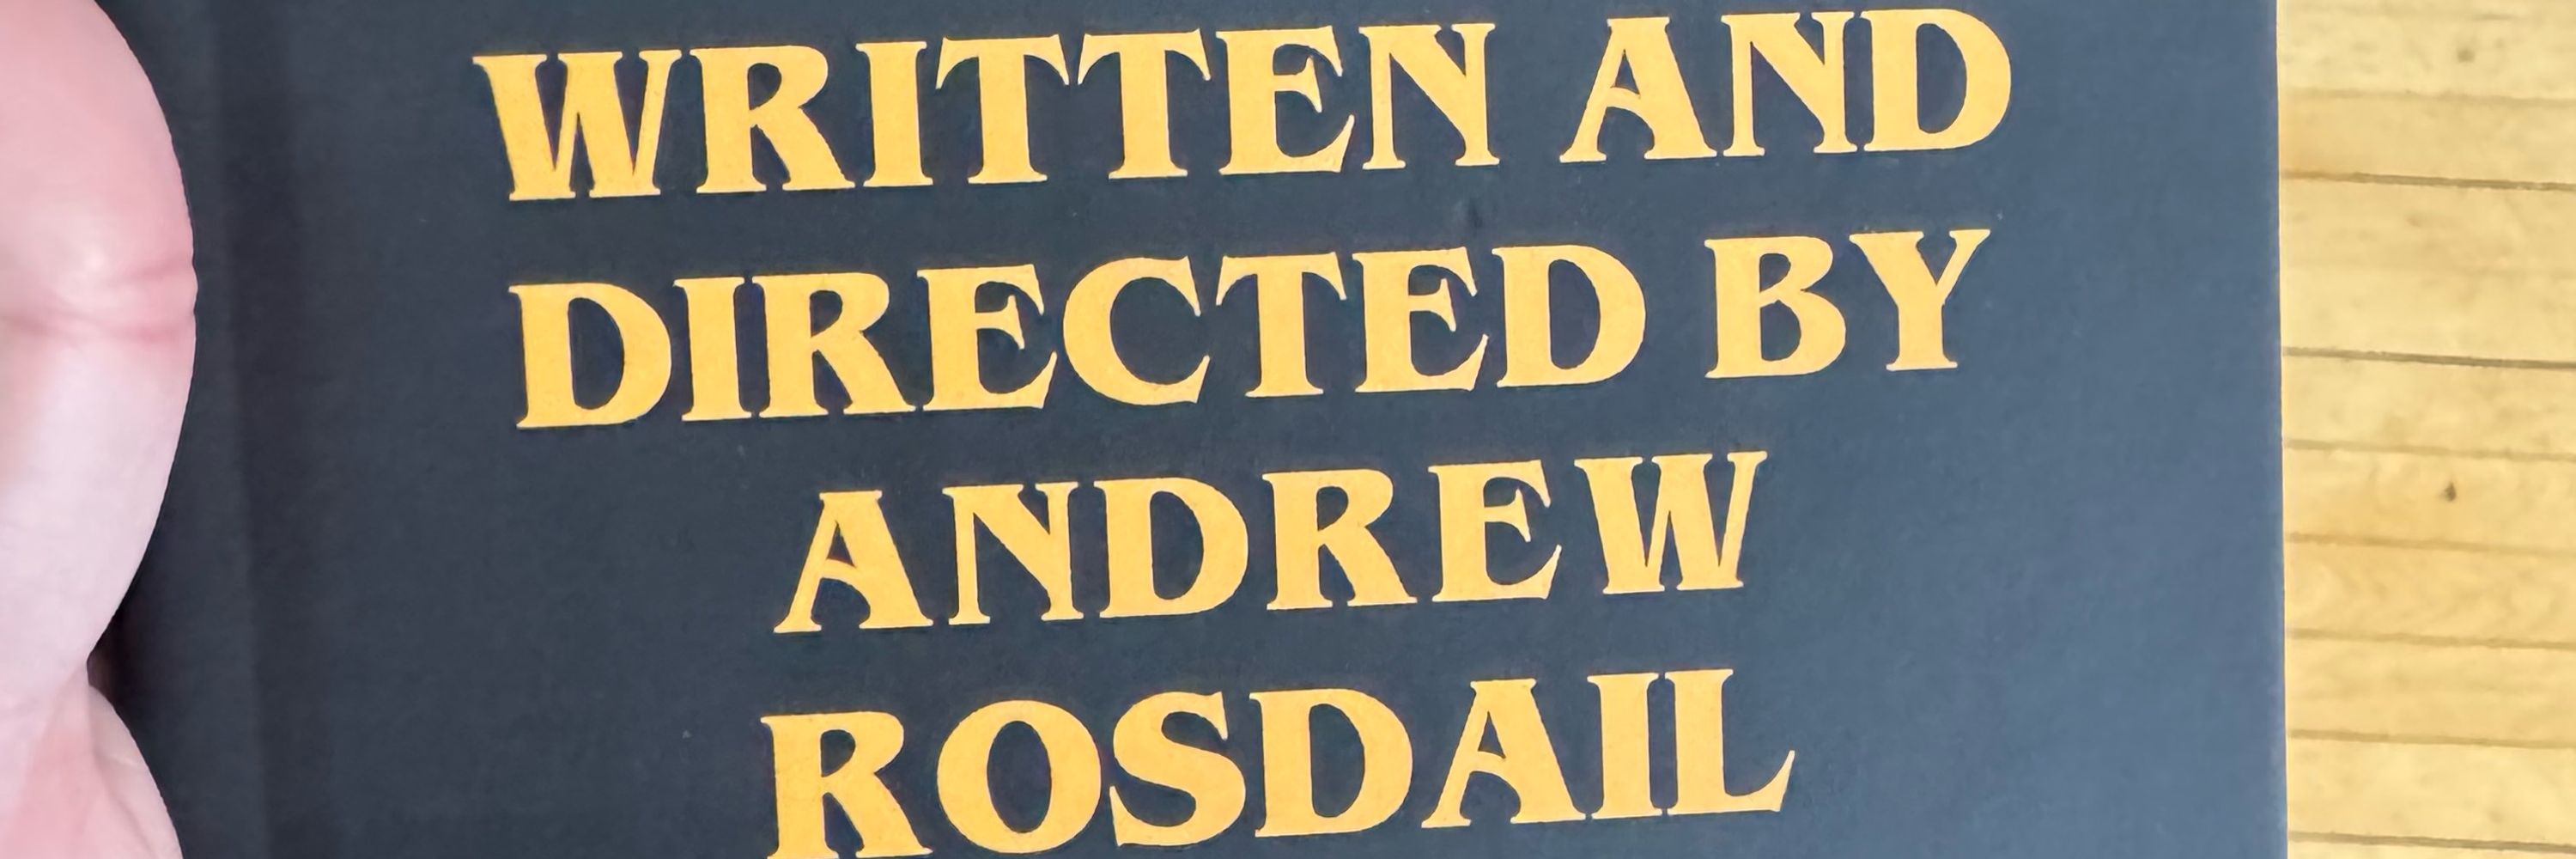 WRITTEN AND
DIRECTED BY
ANDREW
ROSDAIL